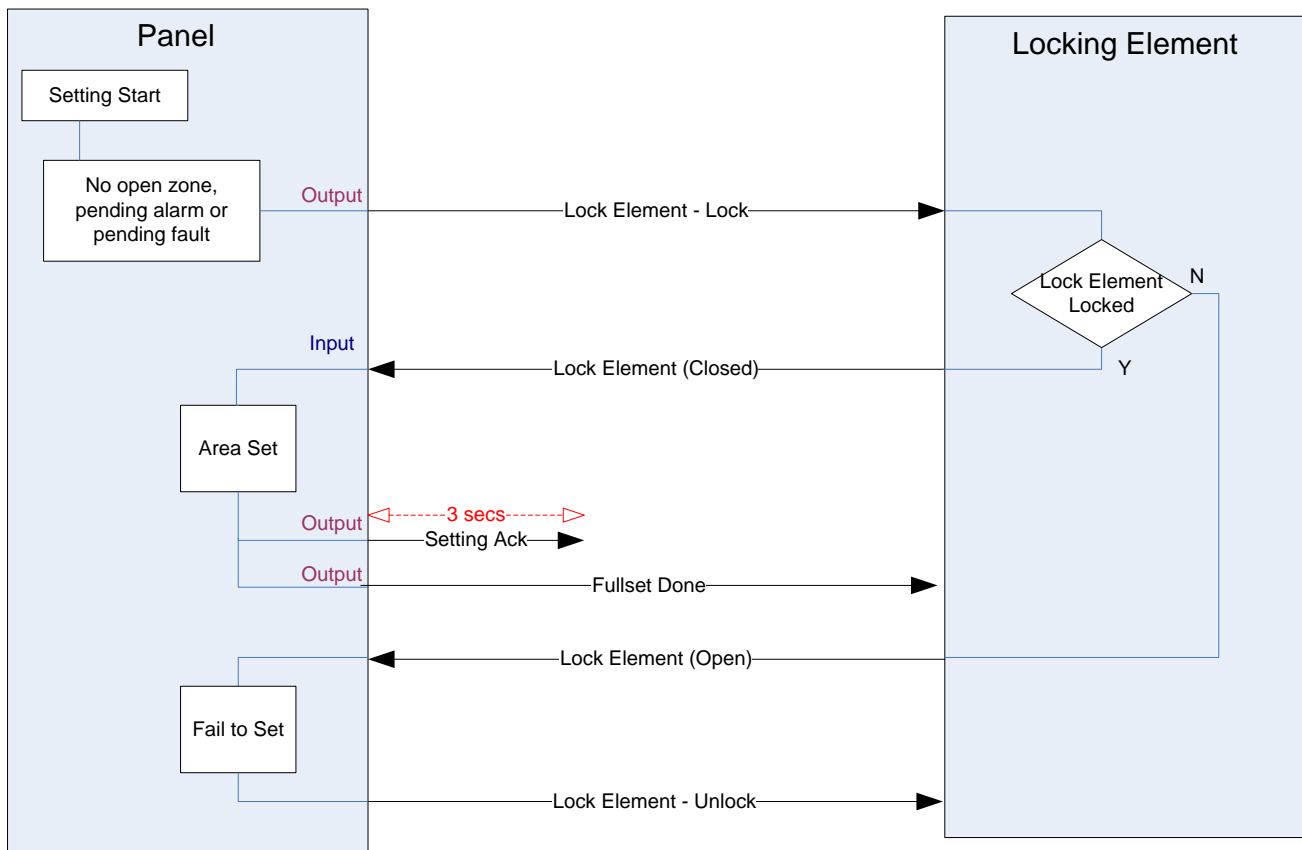 Panel
Locking Element
Setting Start
No open zone,
pending alarm or
pending fault
Output
Lock Element - Lock
Lock Element
Locked
N
Y
Input
Lock Element (Closed)
Area Set
3 secs
Output
Setting Ack
Output
Fullset Done
Lock Element (Open)
Fail to Set
Lock Element - Unlock